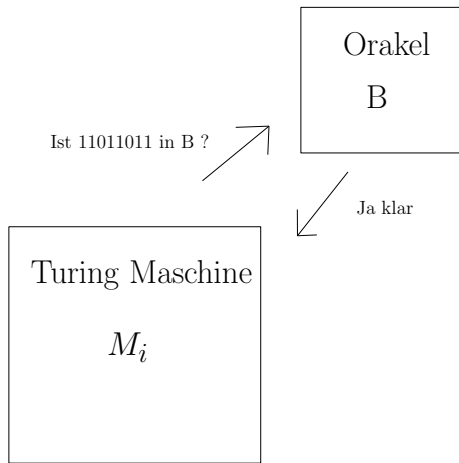 Orakel
B
Ist 11011011 in B ?
Ja klar
Turing Maschine
M_i